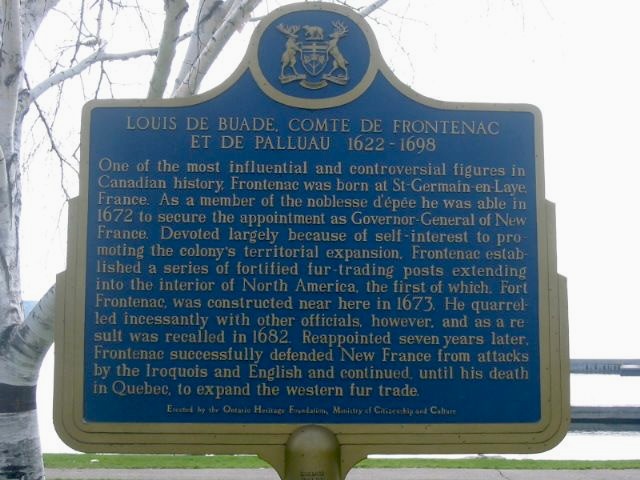 LOUIS DE BUADE, COMTE DE FRONTENAC
ET DE PALLUAU 1622-1698
One of the most influential and controversial figures in
Canadian history, Frontenac was born at St-Germain-en-Laye,
France. As a member of the noblesse d'épée he was able in
1672 to secure the appointment as Governor-General of New
France. Devoted largely because of self-interest to pro-
moting the colony's territorial expansion, Frontenac estab-
lished a series of fortified fur-trading posts extending
into the interior of North America, the first of which, Fort
Frontenac, was constructed near here in 1673. He quarrel-
led incessantly with other officials, however, and as a re-
sult was recalled in 1682. Reappointed seven years later,
Frontenac successfully defended New France from attacks
by the Iroquois and English and continued, until his death
in Quebec, to expand the western fur trade.
Erected by the Ontario Heritage Foundation, Ministry of Citizenship and Culture